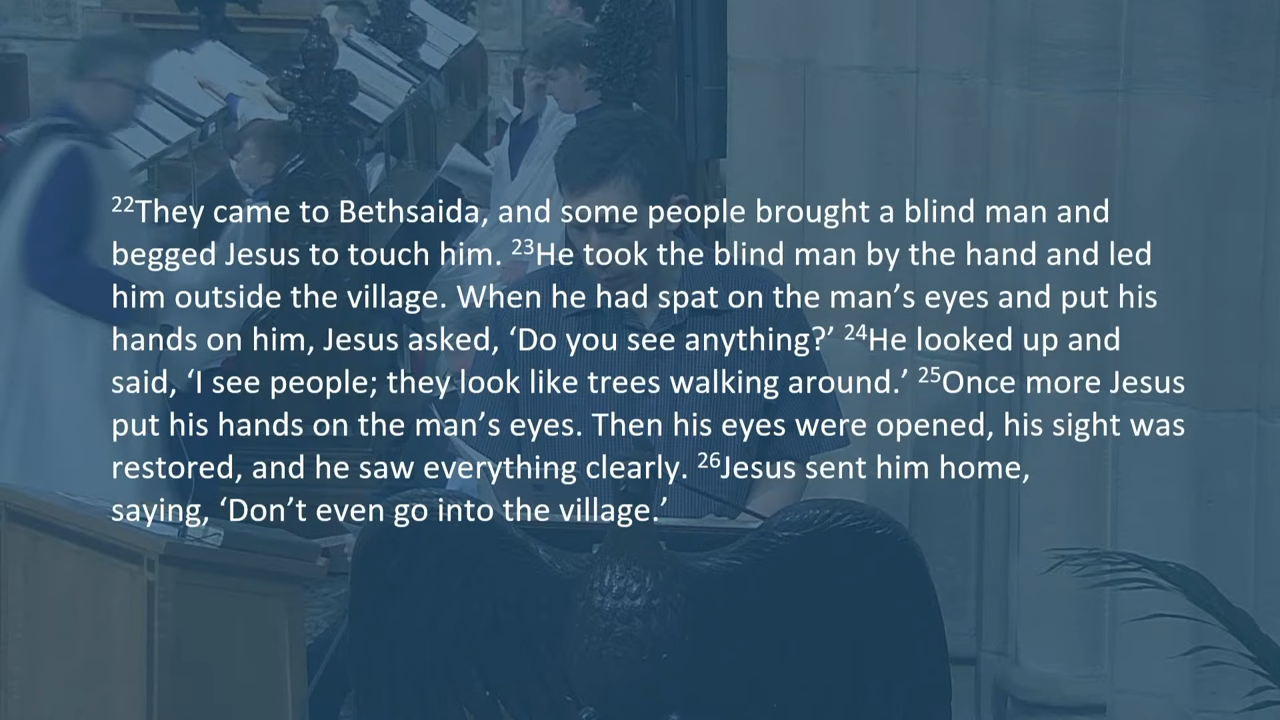 ²²They came to Bethsaida, and some people brought a blind man and
begged Jesus to touch him. ²³He took the blind man by the hand and led
him outside the village. When he had spat on the man’s eyes and put his
hands on him, Jesus asked, ‘Do you see anything?’ ²⁴He looked up and
said, ‘I see people; they look like trees walking around.’ ²⁵Once more Jesus
put his hands on the man’s eyes. Then his eyes were opened, his sight was
restored, and he saw everything clearly. ²⁶Jesus sent him home,
saying, ‘Don’t even go into the village.’